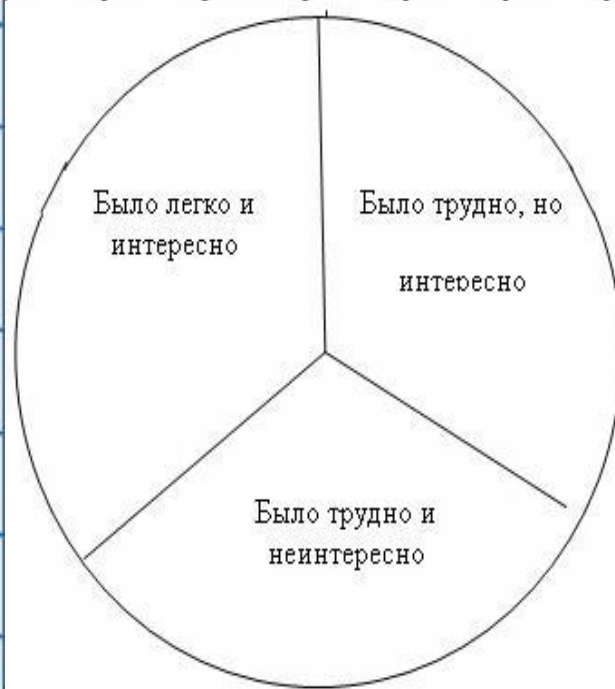 Было легко и
интересно
Было трудно, но
интересно
Было трудно и
неинтересно